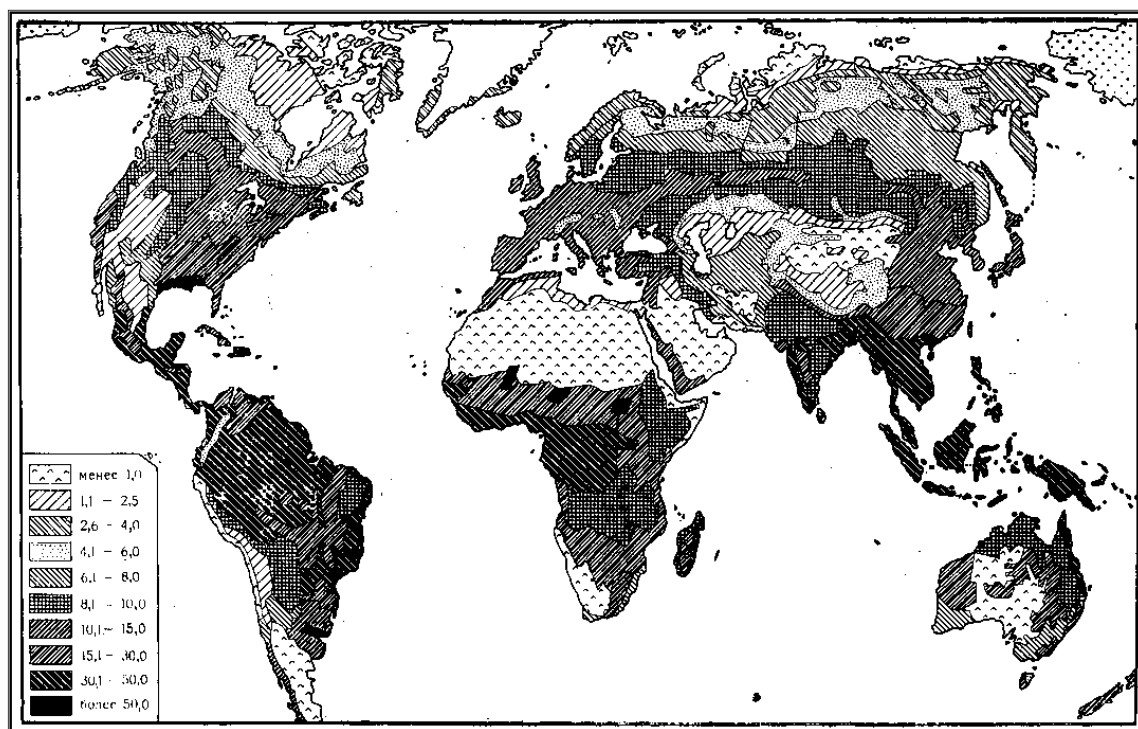 менее 1,0
1,1 – 2,5
2,6 – 4,0
4,1 – 6,0
6,1 – 8,0
8,1 – 10,0
10,1 – 15,0
15,1 – 30,0
30,1 – 50,0
более 50,0